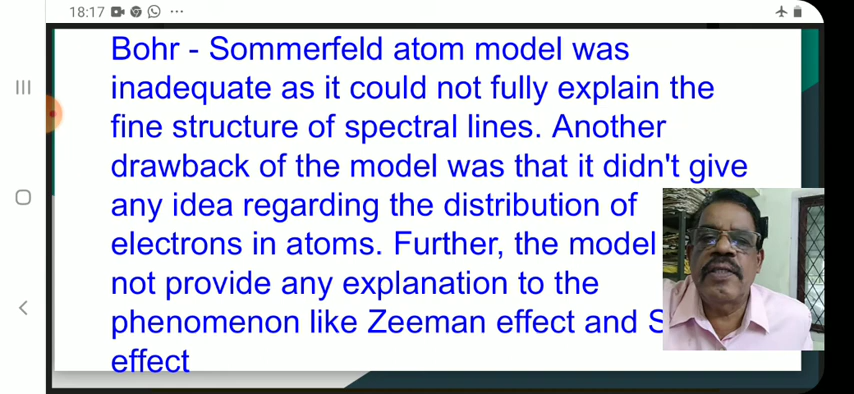 18:17
Bohr - Sommerfeld atom model was
inadequate as it could not fully explain the
fine structure of spectral lines. Another
drawback of the model was that it didn't give
any idea regarding the distribution of
electrons in atoms. Further, the model
not provide any explanation to the
phenomenon like Zeeman effect and S
effect